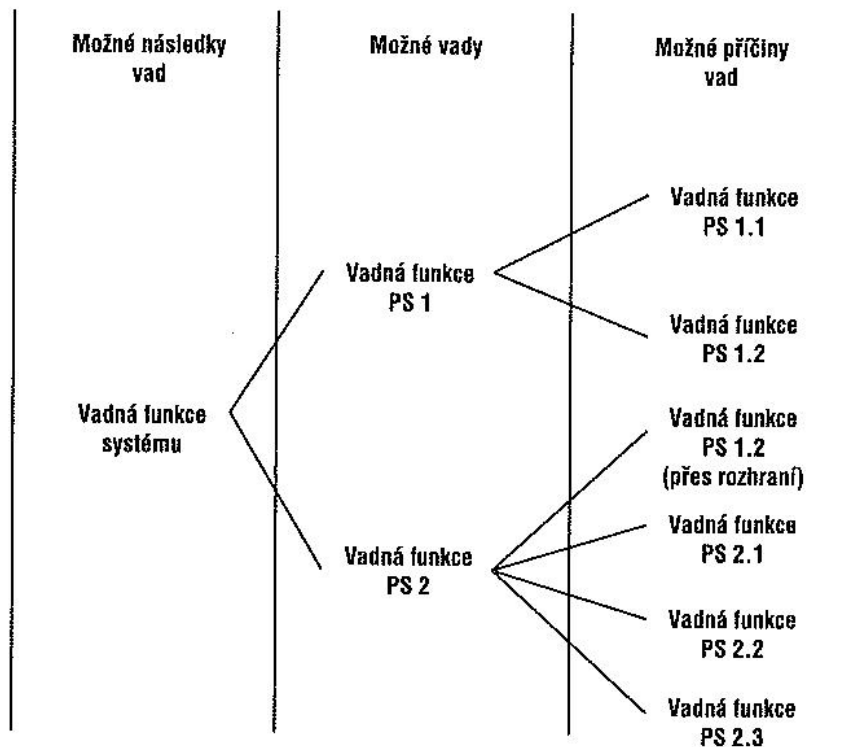 Možné následky
vad
Možné vady
Možné příčiny
vad
Vadná funkce
systému
Vadná funkce
PS 1
Vadná funkce
PS 2
Vadná funkce
PS 1.1
Vadná funkce
PS 1.2
Vadná funkce
PS 1.2
(přes rozhraní)
Vadná funkce
PS 2.1
Vadná funkce
PS 2.2
Vadná funkce
PS 2.3